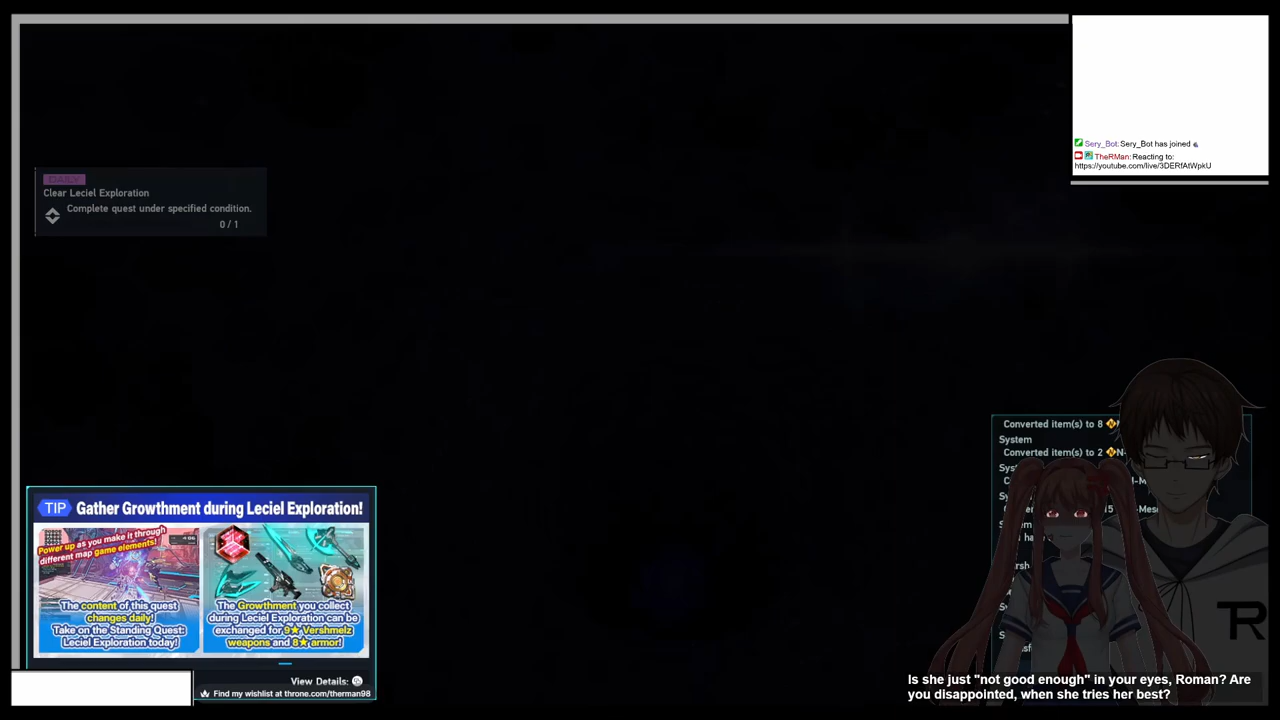 Sery_Bot: Sery_Bot has joined
TheRMan: Reacting to:
https://youtube.com/live/3DERfAtWpkU
DAILY
Clear Leciel Exploration
Complete quest under specified condition.
0 / 1
Converted item(s) to 8
System
Converted item(s) to 2
TIP Gather Growthment during Leciel Exploration!
Power up as you make it through
different map game elements!
The content of this quest
changes daily!
Take on the Standing Quest:
Leciel Exploration today!
The Growthment you collect
during Leciel Exploration can be
exchanged for 9★ Vershmelz
weapons and 8★ armor!
View Details:
Find my wishlist at throne.com/therman98
TR
Is she just "not good enough" in your eyes, Roman? Are
you disappointed, when she tries her best?